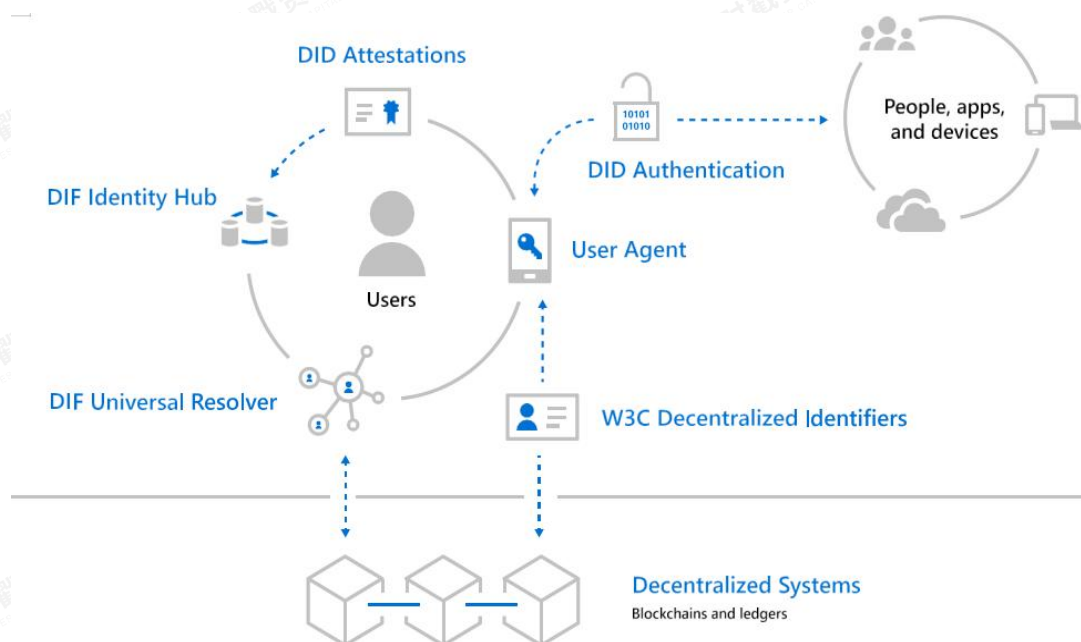 DID Attestations
10101
01010
People, apps,
and devices
DID Authentication
DIF Identity Hub
User Agent
Users
DIF Universal Resolver
W3C Decentralized Identifiers
Decentralized Systems
Blockchains and ledgers